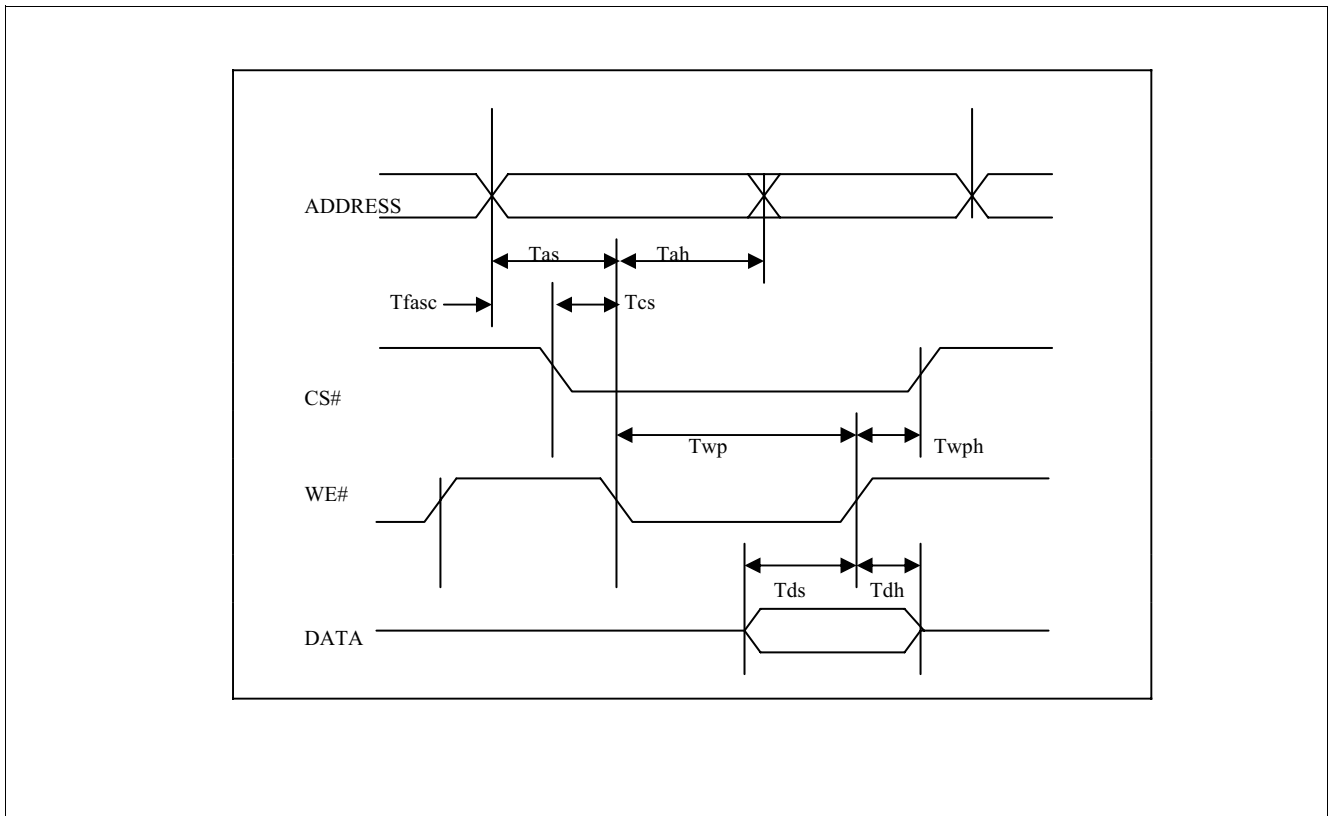 ADDRESS
Tas Tah
Tfasc Tcs
CS#
Twp Twph
WE#
Tds Tdh
DATA